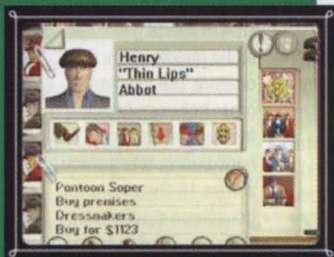 Henry
"Thin Lips"
Abbot
Pontoon Soper
Buy premises
Dressmakers
Buy for $1123